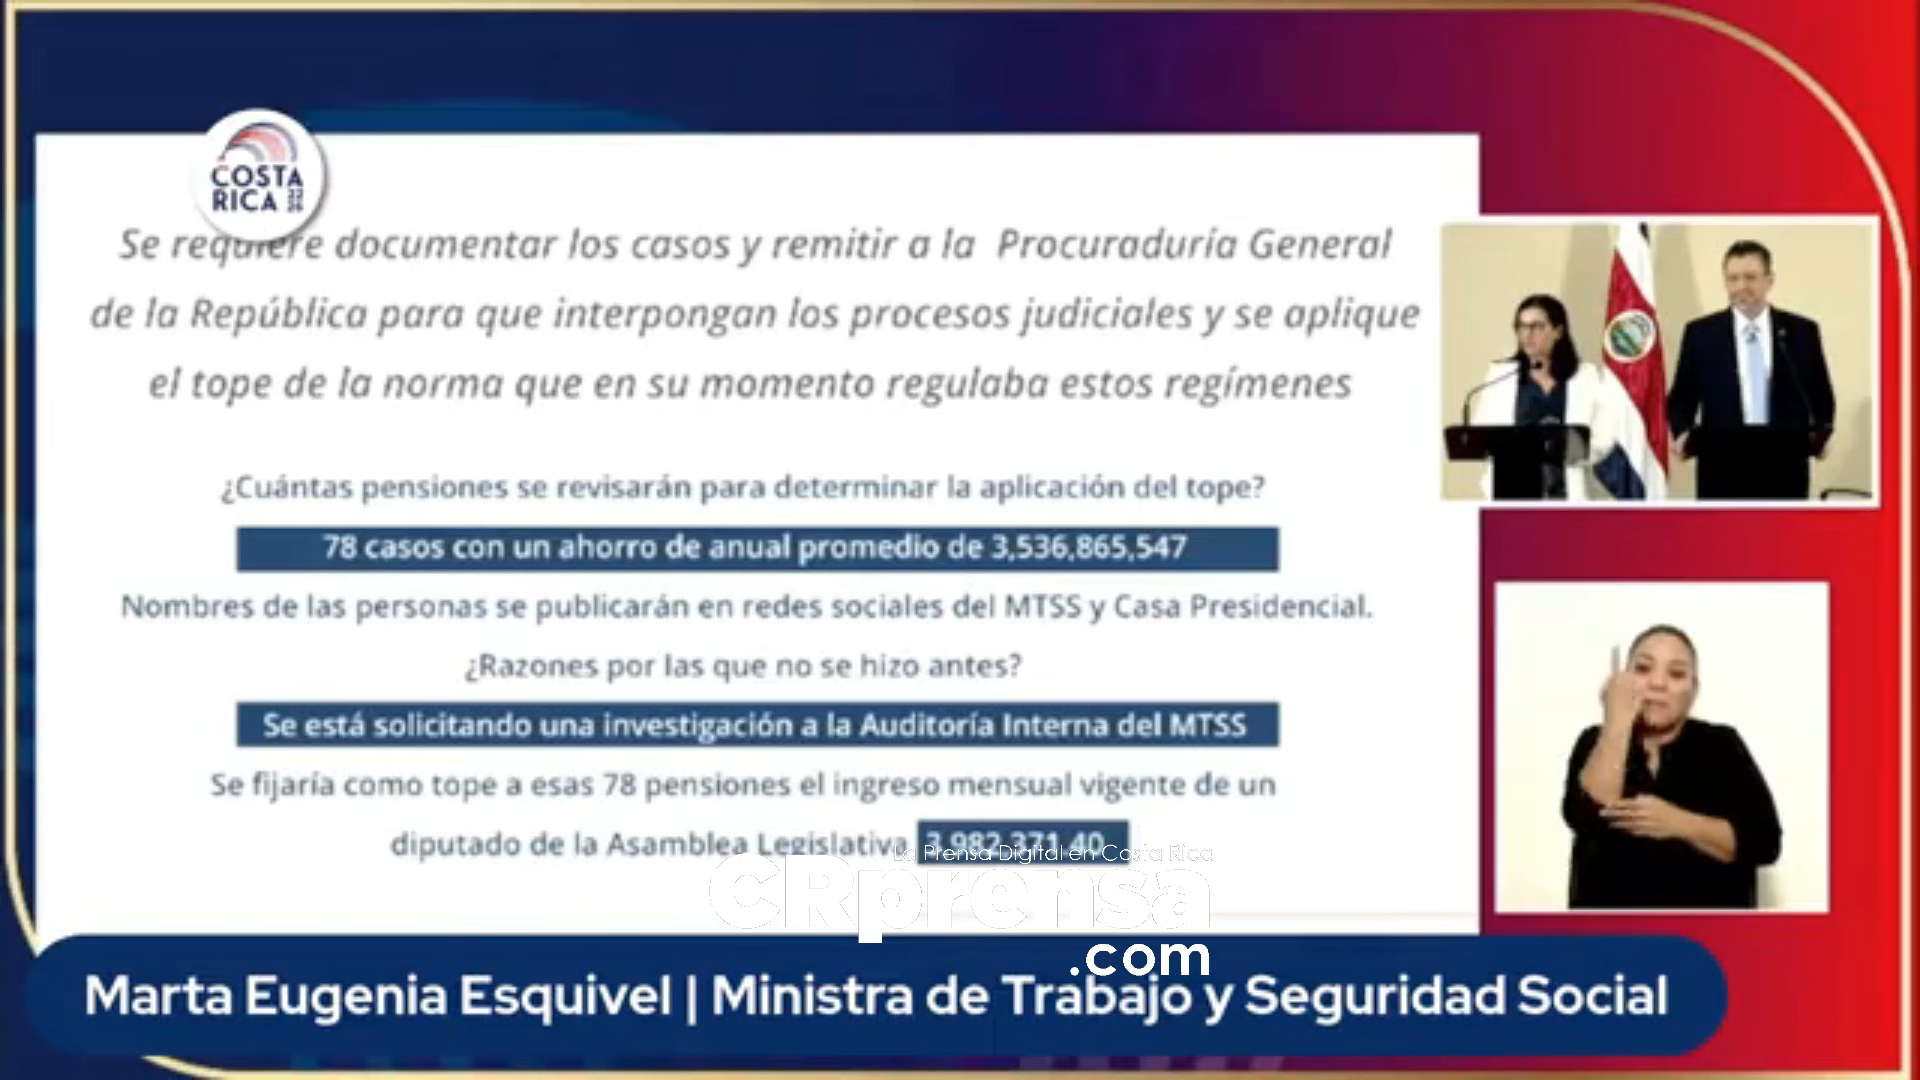 COSTA
RICA 22 26
Se requiere documentar los casos y remitir a la Procuraduría General
de la República para que interpongan los procesos judiciales y se aplique
el tope de la norma que en su momento regulaba estos regímenes
¿Cuántas pensiones se revisarán para determinar la aplicación del tope?
78 casos con un ahorro de anual promedio de 3,536,865,547
Nombres de las personas se publicarán en redes sociales del MTSS y Casa Presidencial.
¿Razones por las que no se hizo antes?
Se está solicitando una investigación a la Auditoría Interna del MTSS
Se fijaría como tope a esas 78 pensiones el ingreso mensual vigente de un
diputado de la Asamblea Legislativa 3,982,371.40
La Prensa Digital en Costa Rica
CRprensa
.com
Marta Eugenia Esquivel | Ministra de Trabajo y Seguridad Social